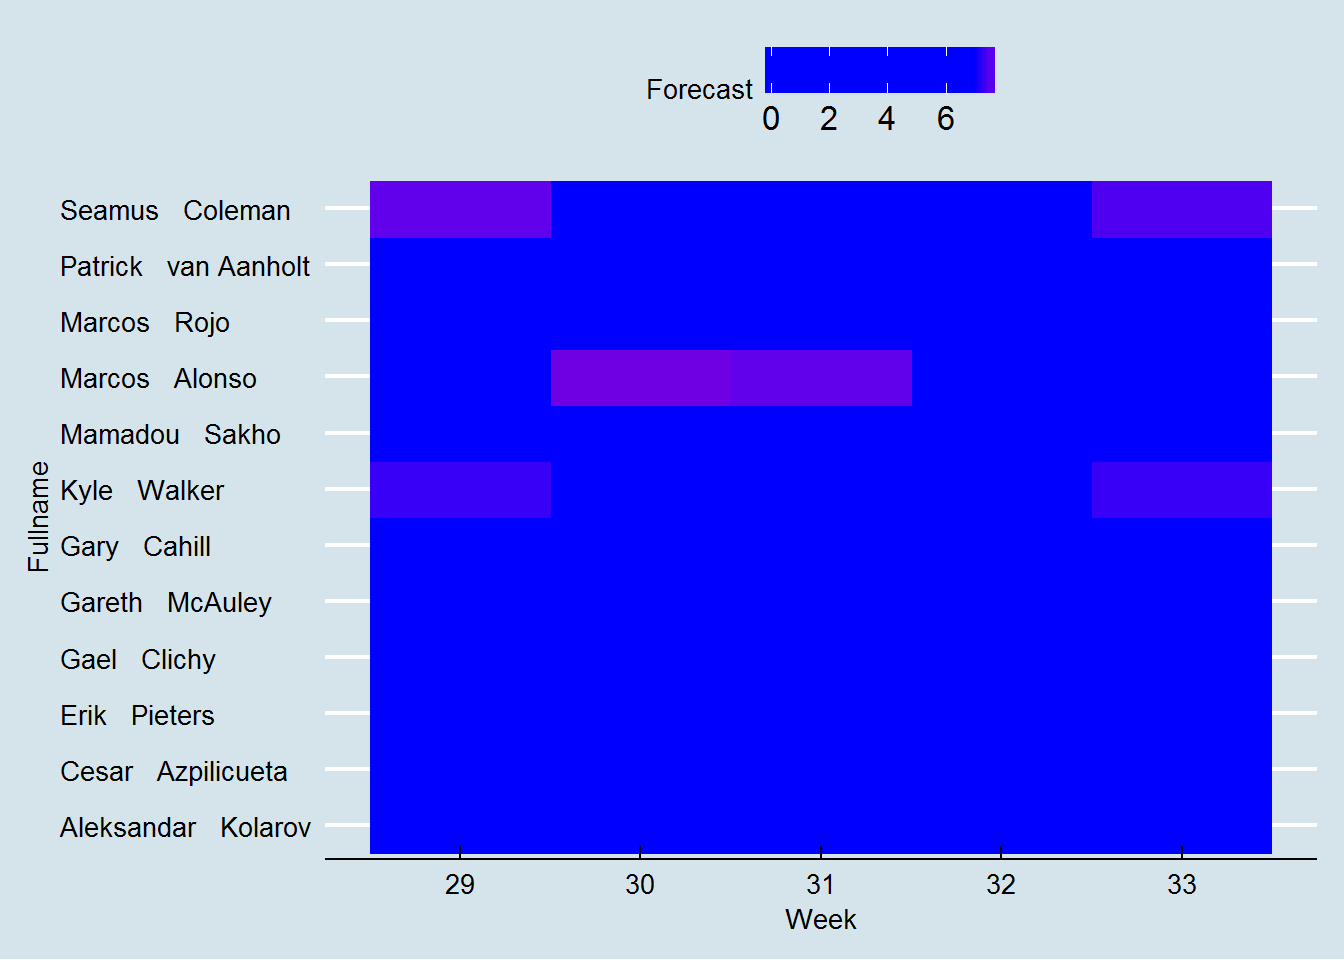 Forecast
0 2 4 6
Seamus Coleman
Patrick van Aanholt
Marcos Rojo
Marcos Alonso
Mamadou Sakho
Kyle Walker
Gary Cahill
Gareth McAuley
Gael Clichy
Erik Pieters
Cesar Azpilicueta
Aleksandar Kolarov
Fullname
29 30 31 32 33
Week